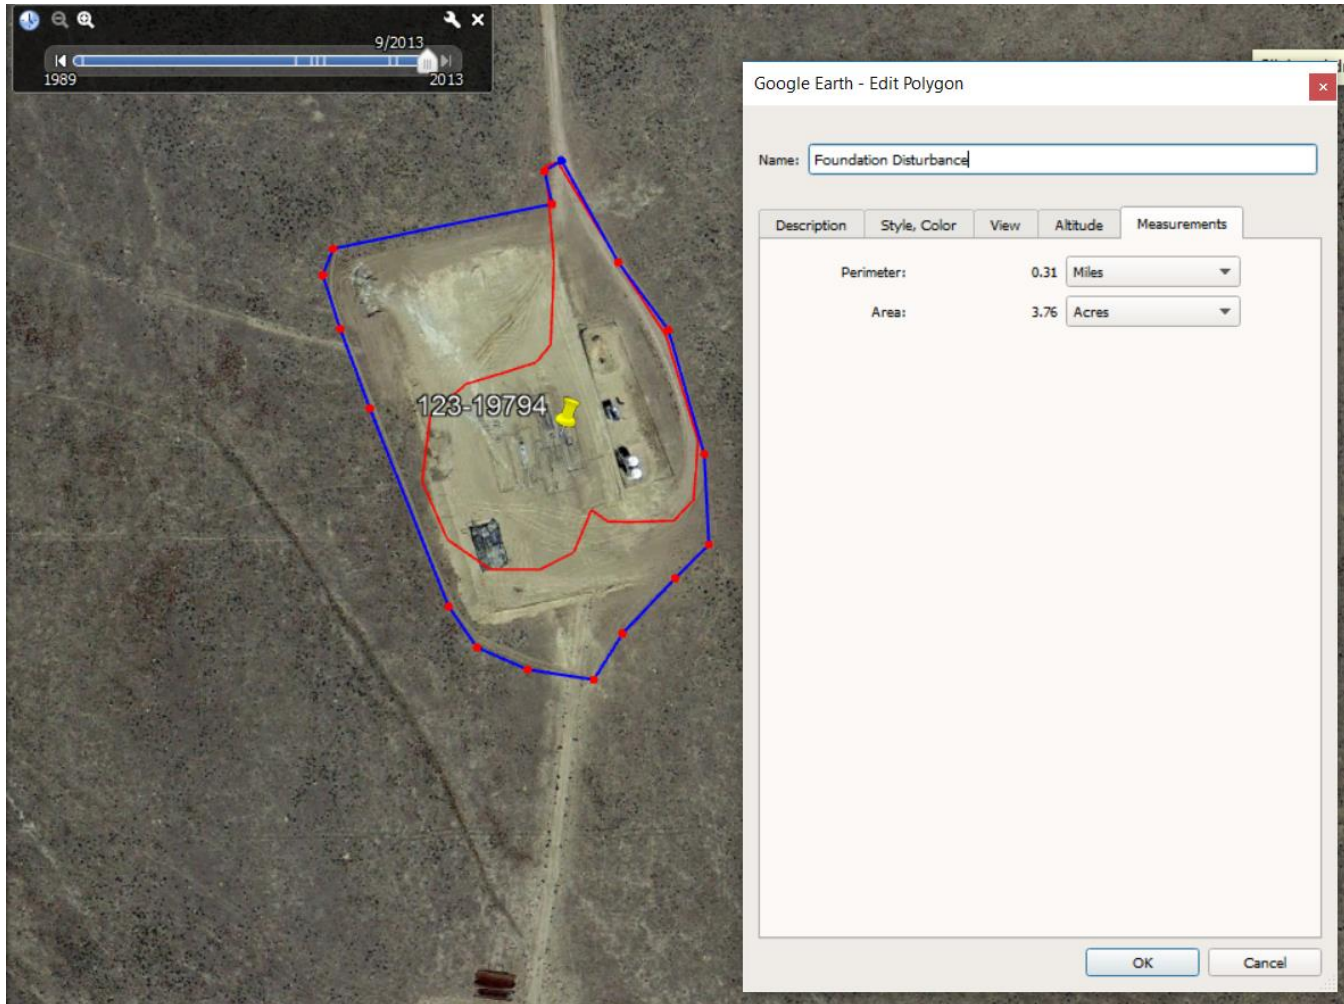 9/2013
1989
2013
123-19794
Google Earth - Edit Polygon
Name: Foundation Disturbance
Description Style, Color View Altitude Measurements
Perimeter: 0.31 Miles
Area: 3.76 Acres
OK Cancel